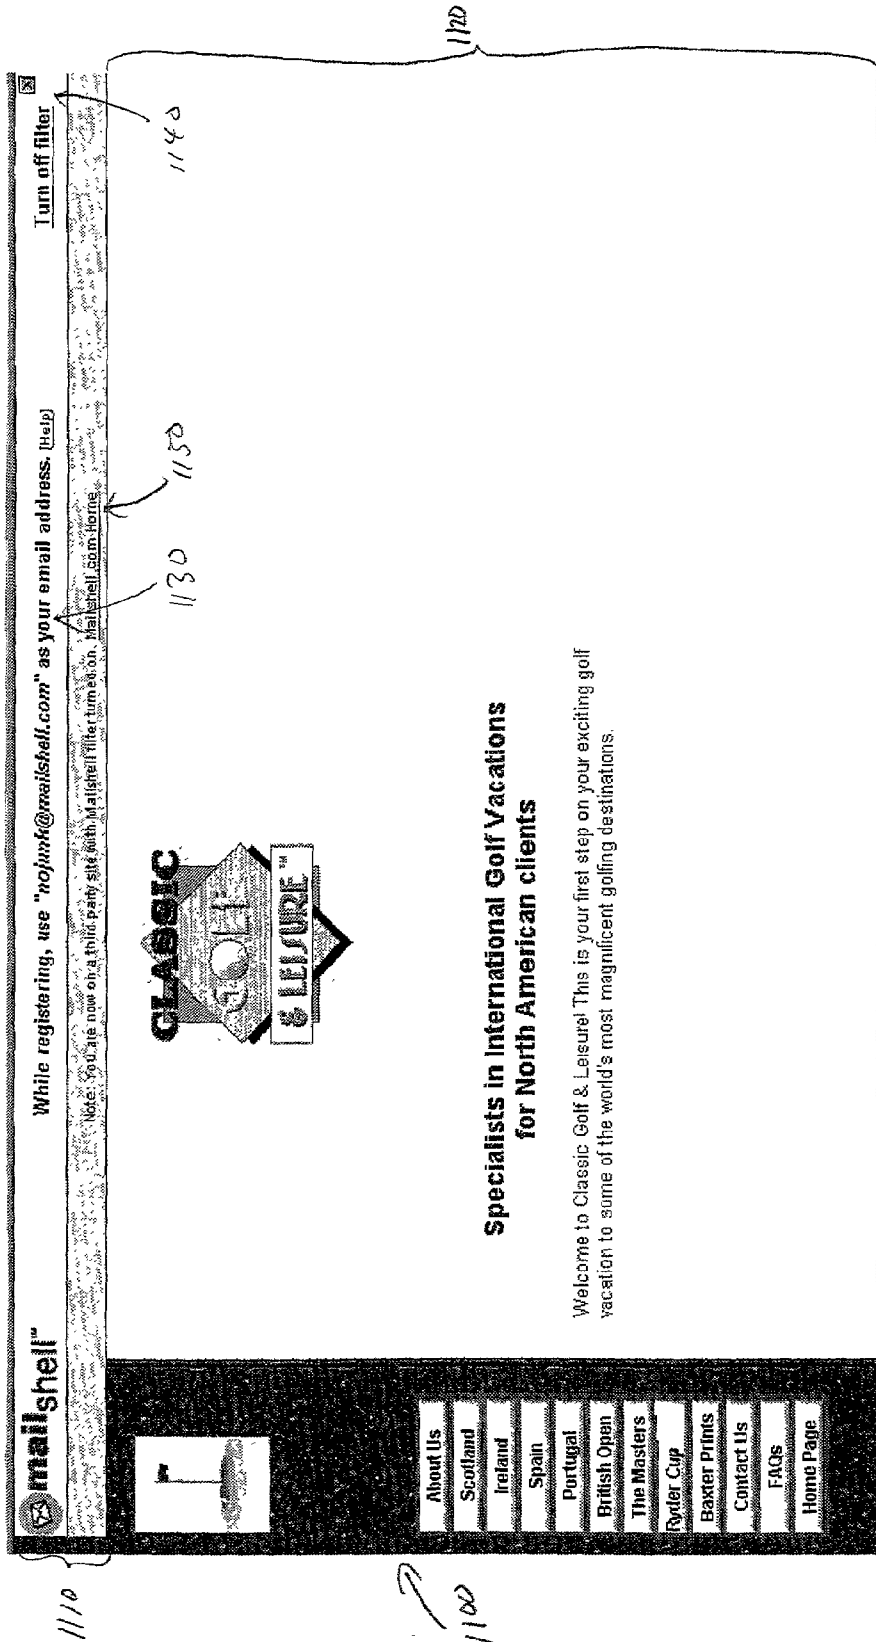 mailshell™
While registering, use "nojunk@mailshell.com" as your email address. [Help]
Turn off filter
Note: You are now on a third-party site with Mailshell filter turned on. Mailshell.com Home
1110
1130
1150
1140
1120
CLASSIC
GOLF
& LEISURE™
Specialists in International Golf Vacations
for North American clients
Welcome to Classic Golf & Leisure! This is your first step on your exciting golf
vacation to some of the world's most magnificent golfing destinations.
About Us
Scotland
Ireland
Spain
Portugal
British Open
The Masters
Ryder Cup
Baxter Prints
Contact Us
FAQs
Home Page
1100